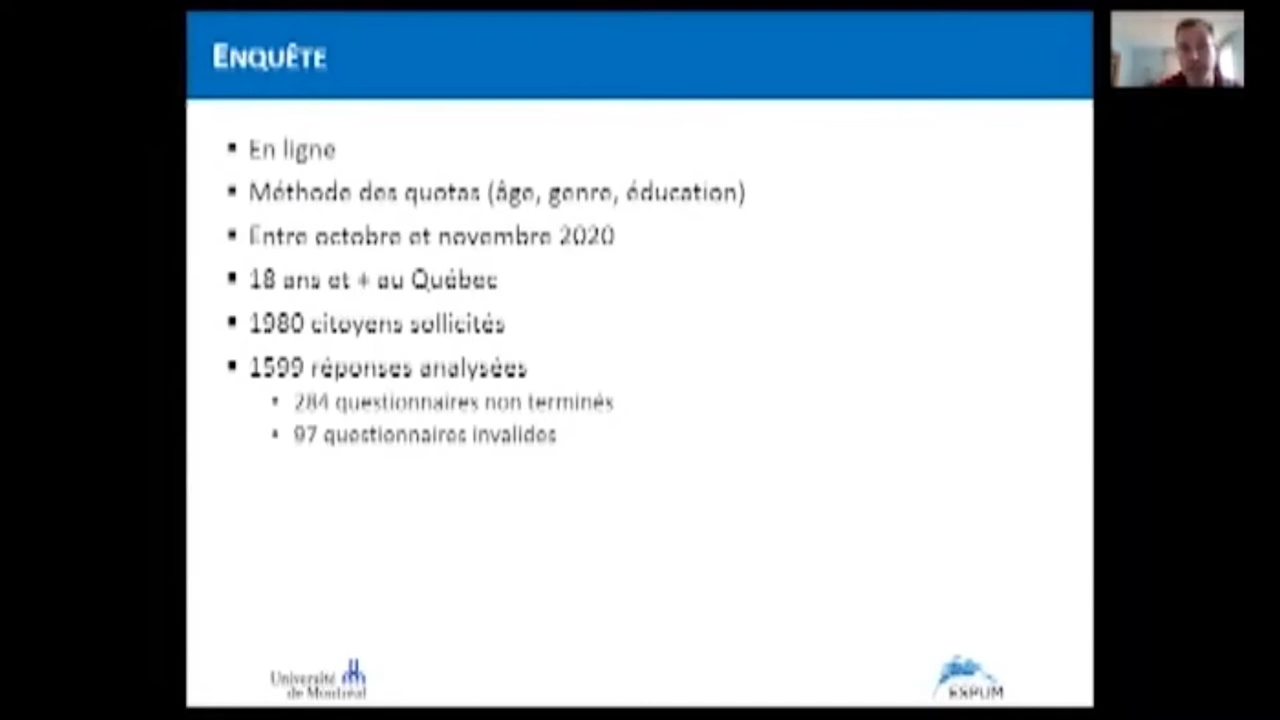 ENQUÊTE
En ligne
Méthode des quotas (âge, genre, éducation)
Entre octobre et novembre 2020
18 ans et + au Québec
1980 citoyens sollicités
1599 réponses analysées
284 questionnaires non terminés
97 questionnaires invalides
Université
de Montréal
ESPUM